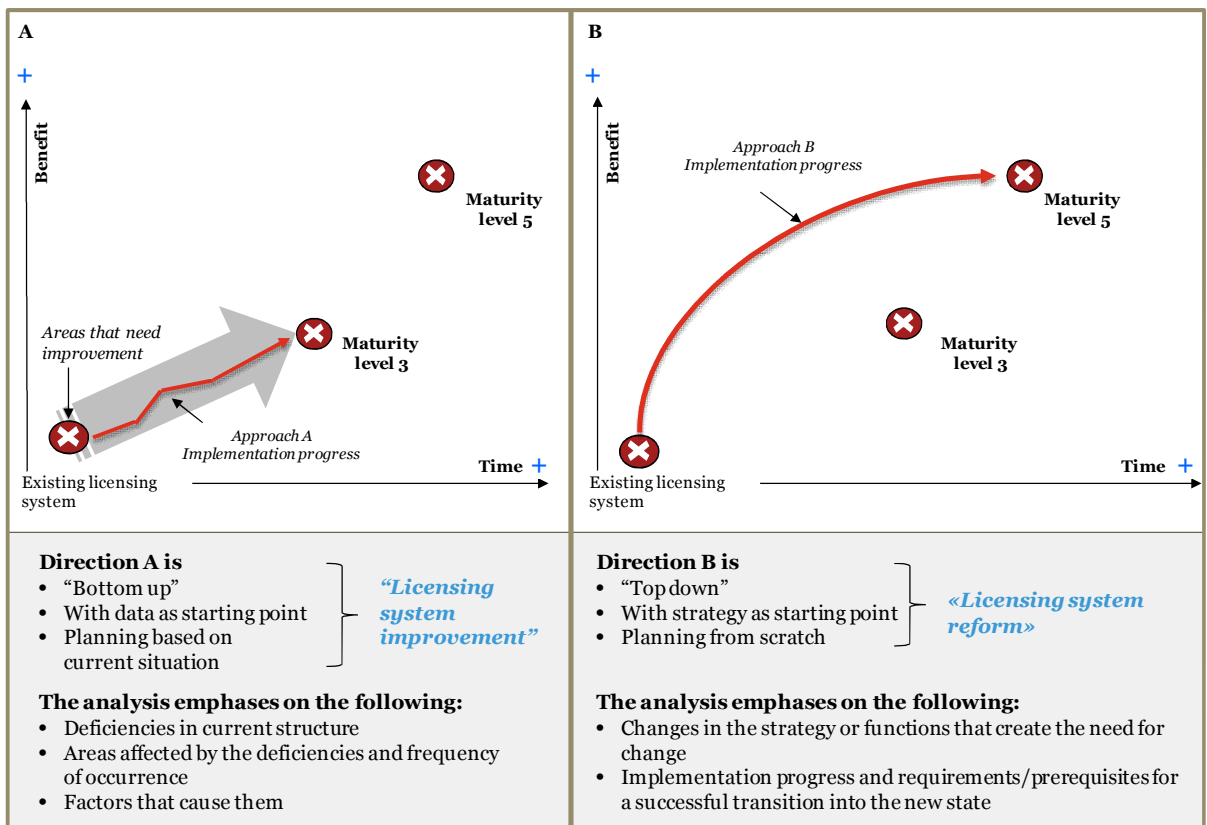 A
+
Benefit
Maturity
level 5
Areas that need
improvement
Maturity
level 3
Approach A
Implementation progress
Time +
Existing licensing
system
Direction A is
• “Bottom up”
• With data as starting point
• Planning based on
current situation
“Licensing
system
improvement”
The analysis emphases on the following:
• Deficiencies in current structure
• Areas affected by the deficiencies and frequency
of occurrence
• Factors that cause them
B
+
Benefit
Approach B
Implementation progress
Maturity
level 5
Maturity
level 3
Time +
Existing licensing
system
Direction B is
• “Top down”
• With strategy as starting point
• Planning from scratch
«Licensing system
reform»
The analysis emphases on the following:
• Changes in the strategy or functions that create the need for
change
• Implementation progress and requirements/prerequisites for
a successful transition into the new state